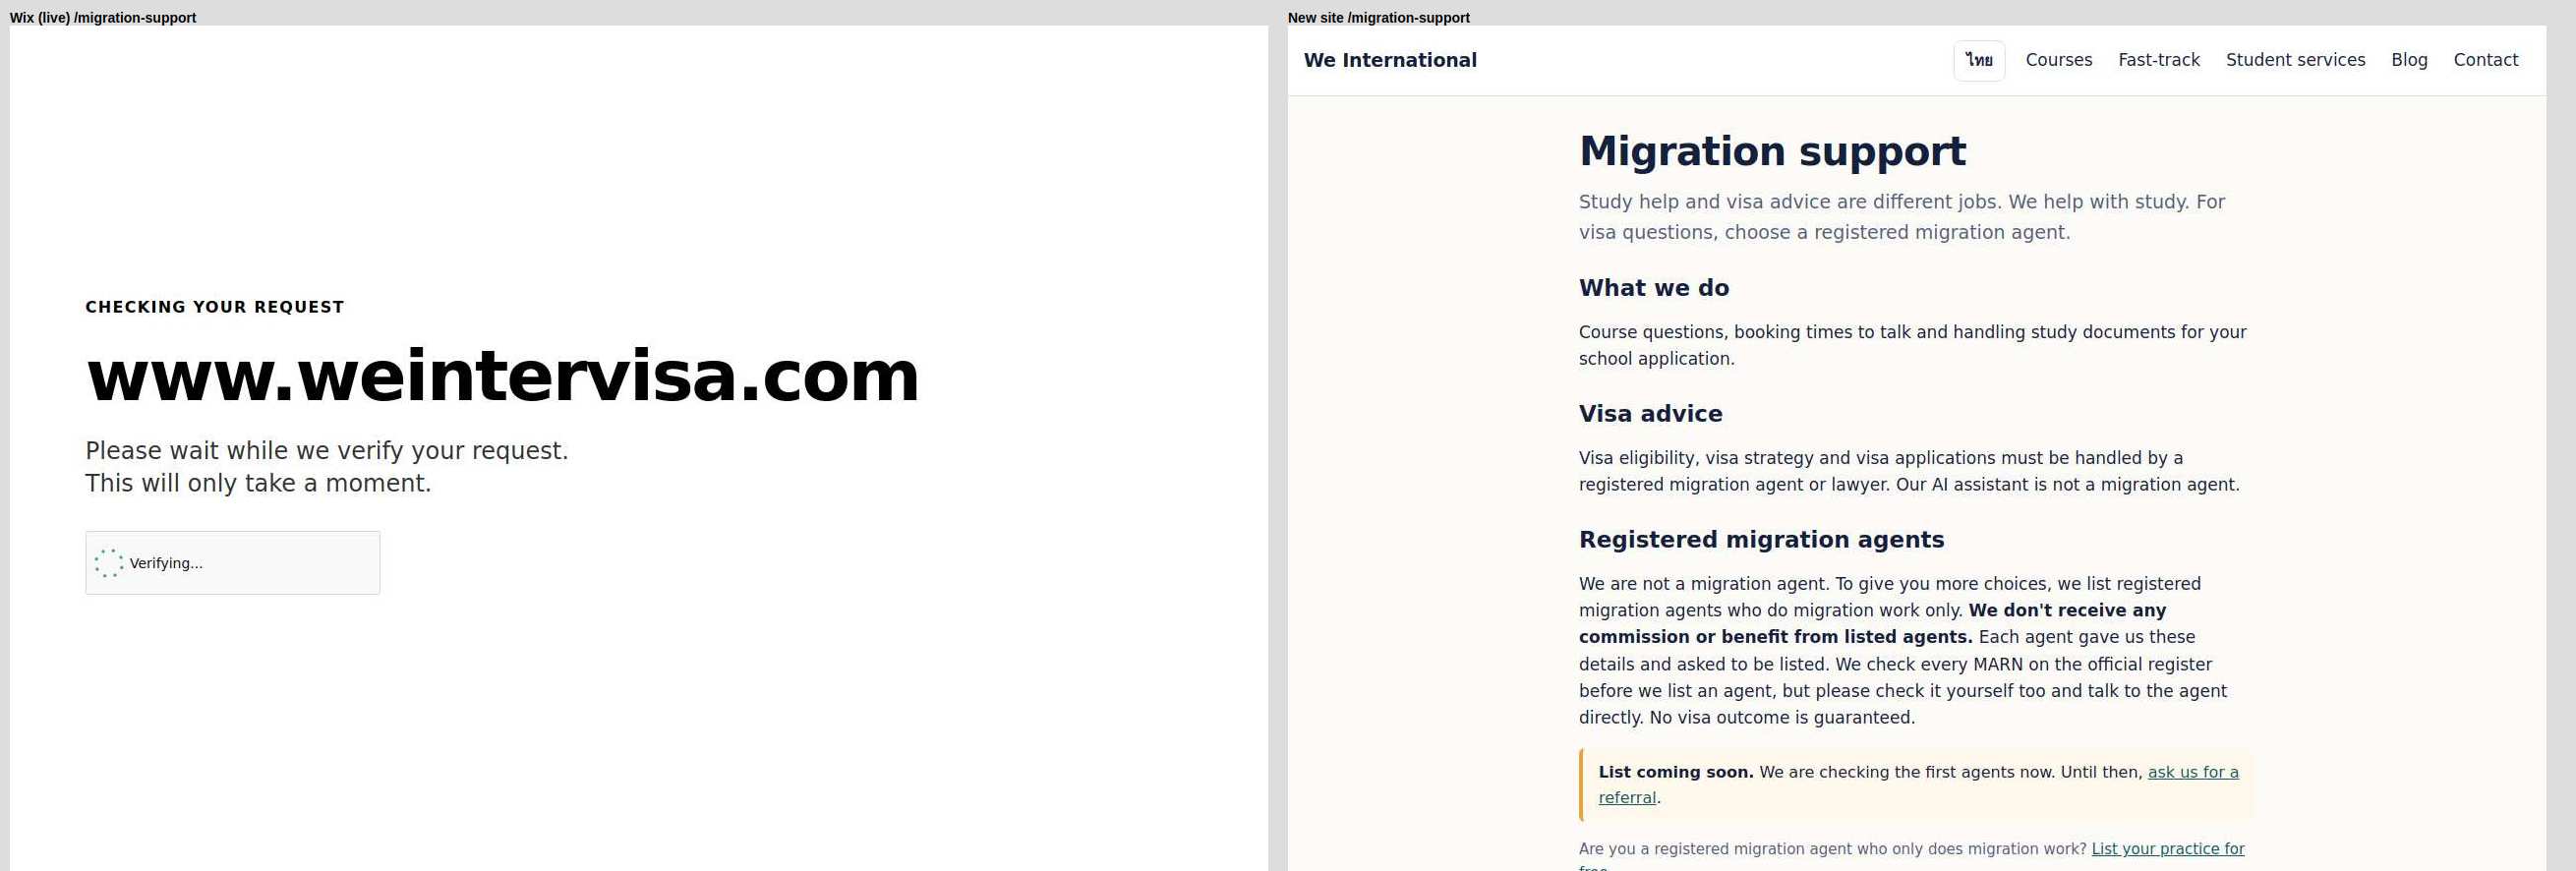 Wix (live) /migration-support
CHECKING YOUR REQUEST
www.weintervisa.com
Please wait while we verify your request.
This will only take a moment.
Verifying...
New site /migration-support
We International
ไทย
Courses
Fast-track
Student services
Blog
Contact
Migration support
Study help and visa advice are different jobs. We help with study. For
visa questions, choose a registered migration agent.
What we do
Course questions, booking times to talk and handling study documents for your
school application.
Visa advice
Visa eligibility, visa strategy and visa applications must be handled by a
registered migration agent or lawyer. Our AI assistant is not a migration agent.
Registered migration agents
We are not a migration agent. To give you more choices, we list registered
migration agents who do migration work only. We don't receive any
commission or benefit from listed agents. Each agent gave us these
details and asked to be listed. We check every MARN on the official register
before we list an agent, but please check it yourself too and talk to the agent
directly. No visa outcome is guaranteed.
List coming soon. We are checking the first agents now. Until then, ask us for a
referral.
Are you a registered migration agent who only does migration work? List your practice for